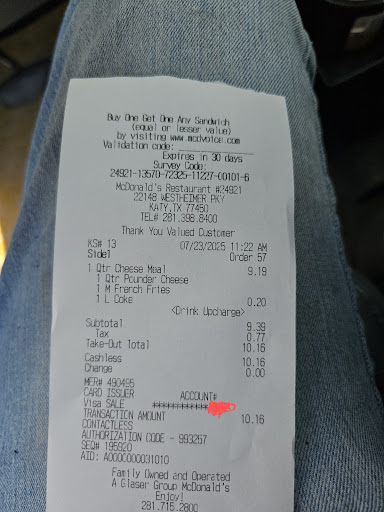 Buy One Get One Any Sandwich
(equal or lesser value)
by visiting www.mcdvoice.com
Validation code: ____________
Expires in 30 days
Survey Code:
24921-13570-72325-11227-00101-6
McDonald's Restaurant #24921
22148 WESTHEIMER PKY
KATY,TX 77450
TEL# 281.398.8400
Thank You Valued Customer
KS# 13 07/23/2025 11:22 AM
Side1 Order 57
1 Qtr Cheese Meal 9.19
1 Qtr Pounder Cheese
1 M French Fries
1 L Coke 0.20
<Drink Upcharge>
Subtotal 9.39
Tax 0.77
Take-Out Total 10.16
Cashless 10.16
Change 0.00
MER# 490495
CARD ISSUER ACCOUNT#
Visa SALE ************
TRANSACTION AMOUNT 10.16
CONTACTLESS
AUTHORIZATION CODE - 993257
SEQ# 195920
AID: A0000000031010
Family Owned and Operated
A Glaser Group McDonald's
Enjoy!
281.715.2800